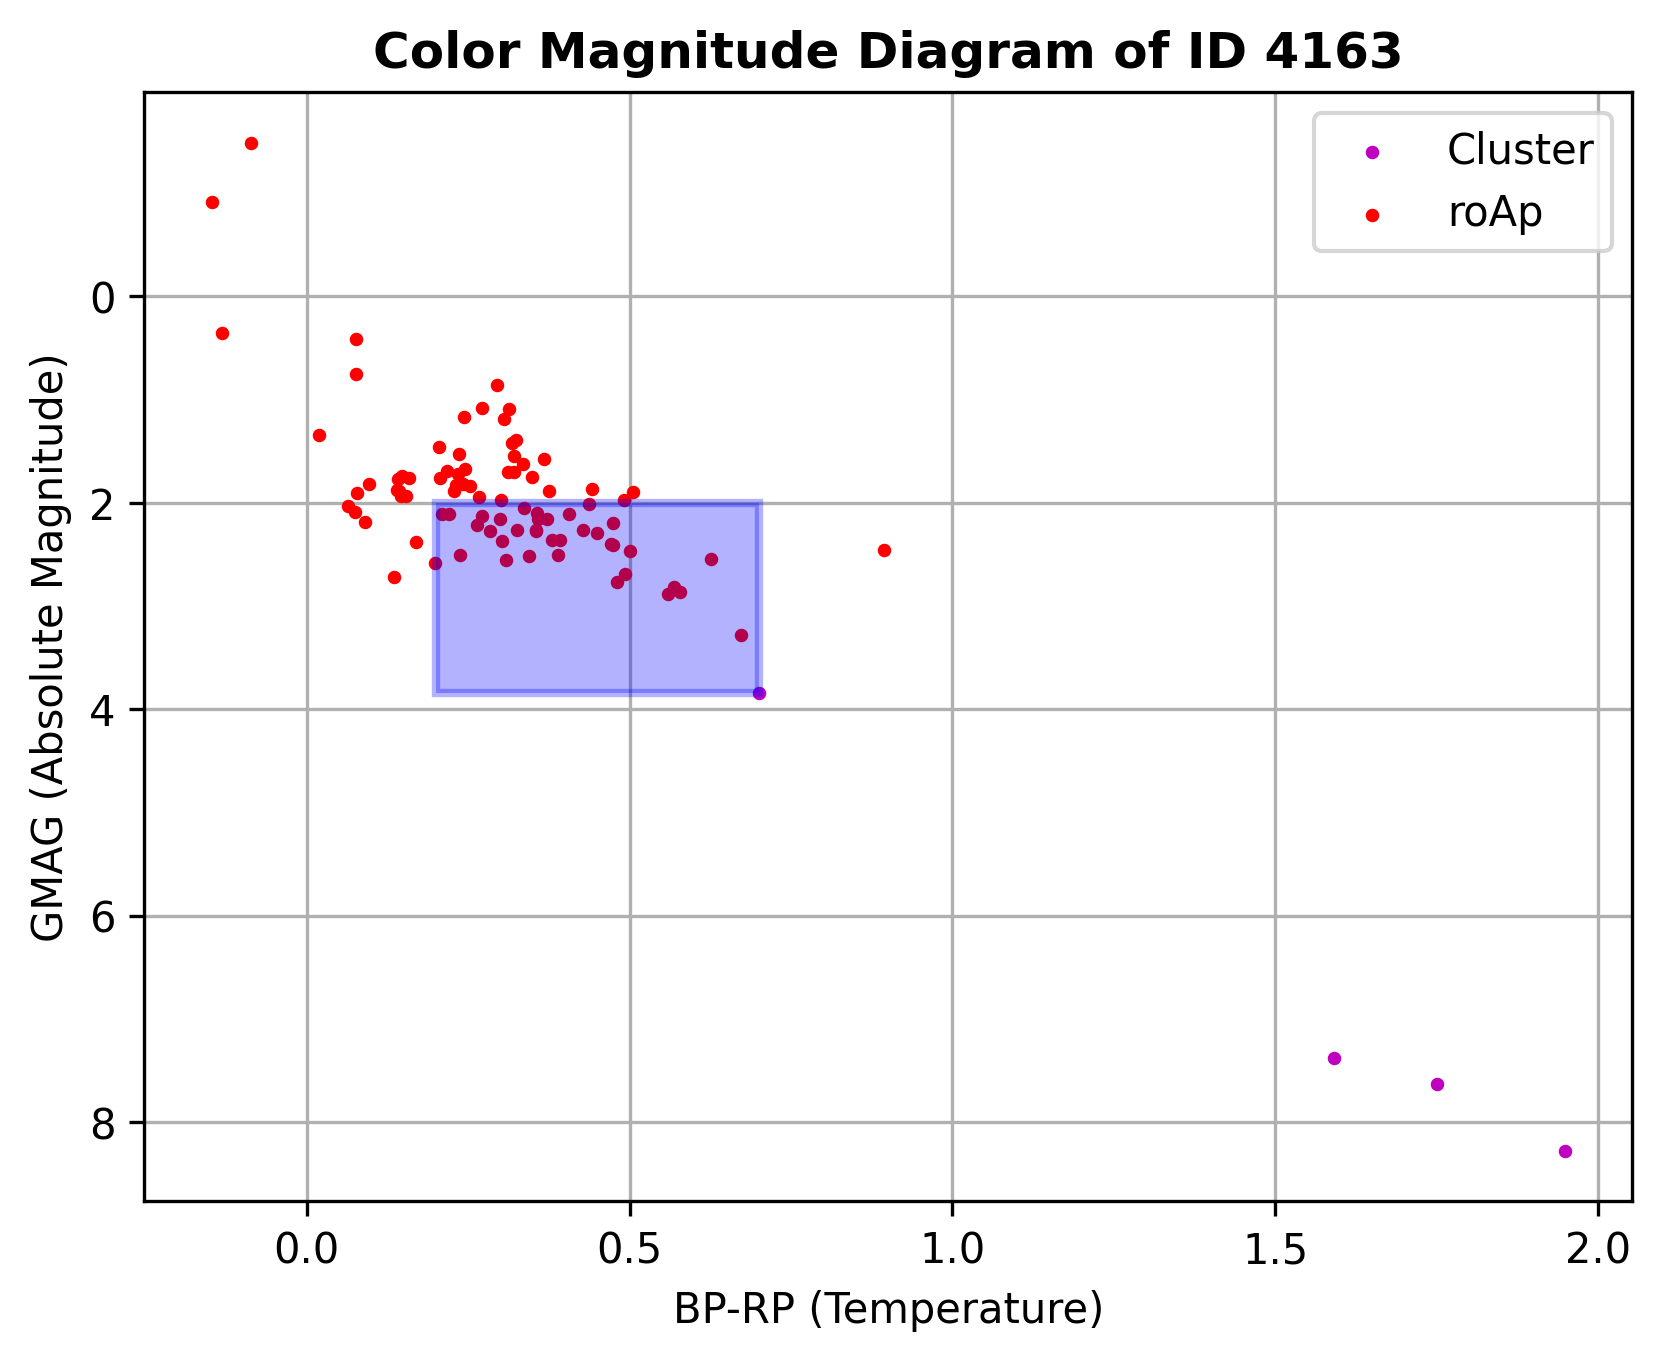 Color Magnitude Diagram of ID 4163
Cluster
roAp
GMAG (Absolute Magnitude)
0
2
4
6
8
0.0 0.5 1.0 1.5 2.0
BP-RP (Temperature)